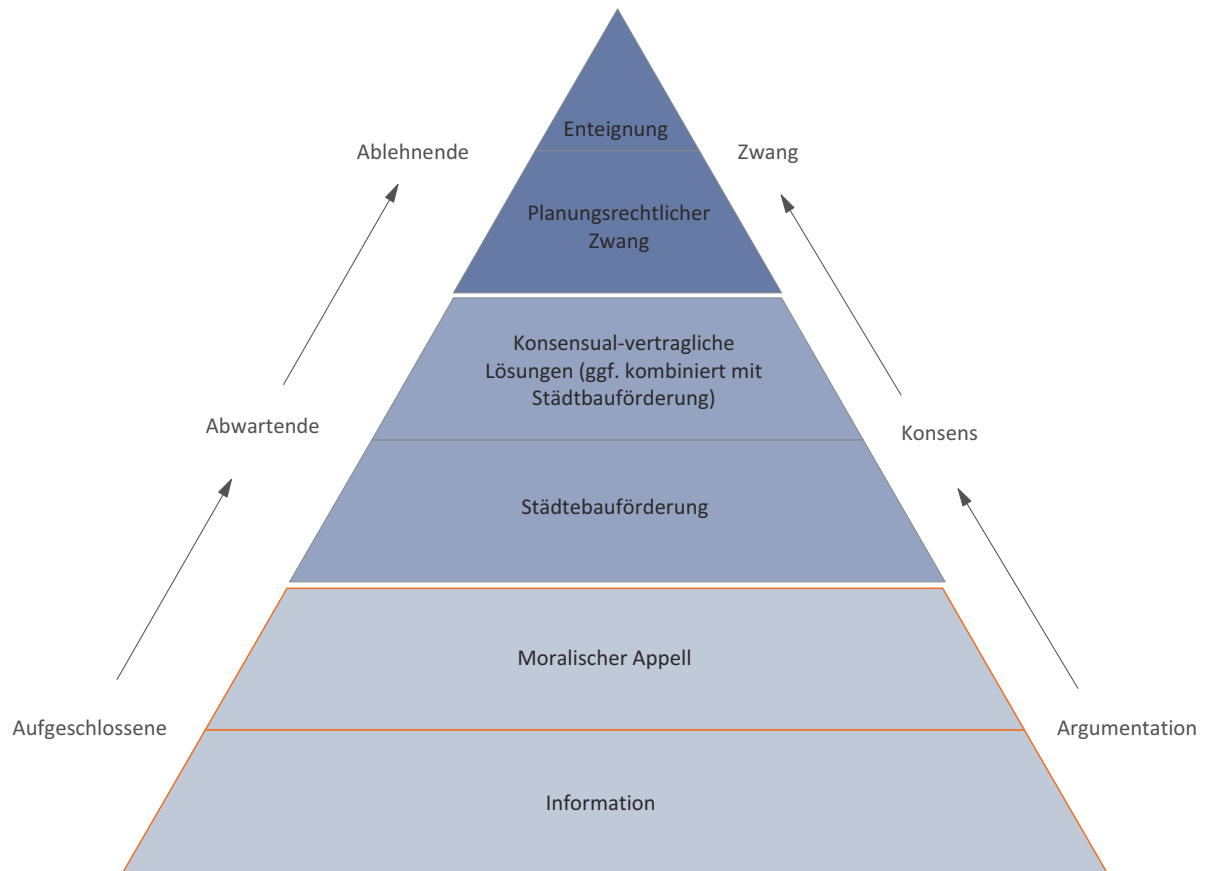 Enteignung
Ablehnende
Zwang
Planungsrechtlicher
Zwang
Konsensual-vertragliche
Lösungen (ggf. kombiniert mit
Städtbauförderung)
Abwartende
Konsens
Städtebauförderung
Moralischer Appell
Aufgeschlossene
Argumentation
Information